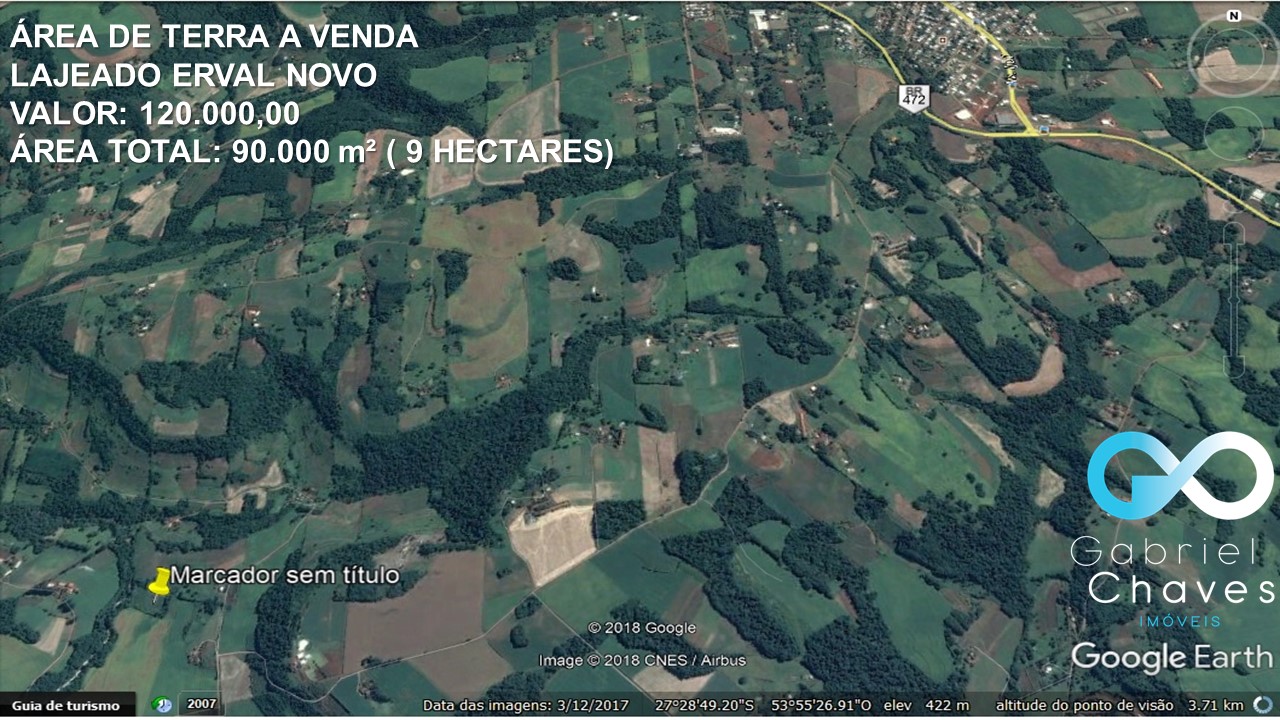 ÁREA DE TERRA A VENDA
LAJEADO ERVAL NOVO
VALOR: 120.000,00
ÁREA TOTAL: 90.000 m² ( 9 HECTARES)
N
BR
472
Marcador sem título
Gabriel
Chaves
IMÓVEIS
© 2018 Google
Image © 2018 CNES / Airbus
Google Earth
Guia de turismo
2007
Data das imagens: 3/12/2017 27°28'49.20"S 53°55'26.91"O elev 422 m altitude do ponto de visão 3.71 km